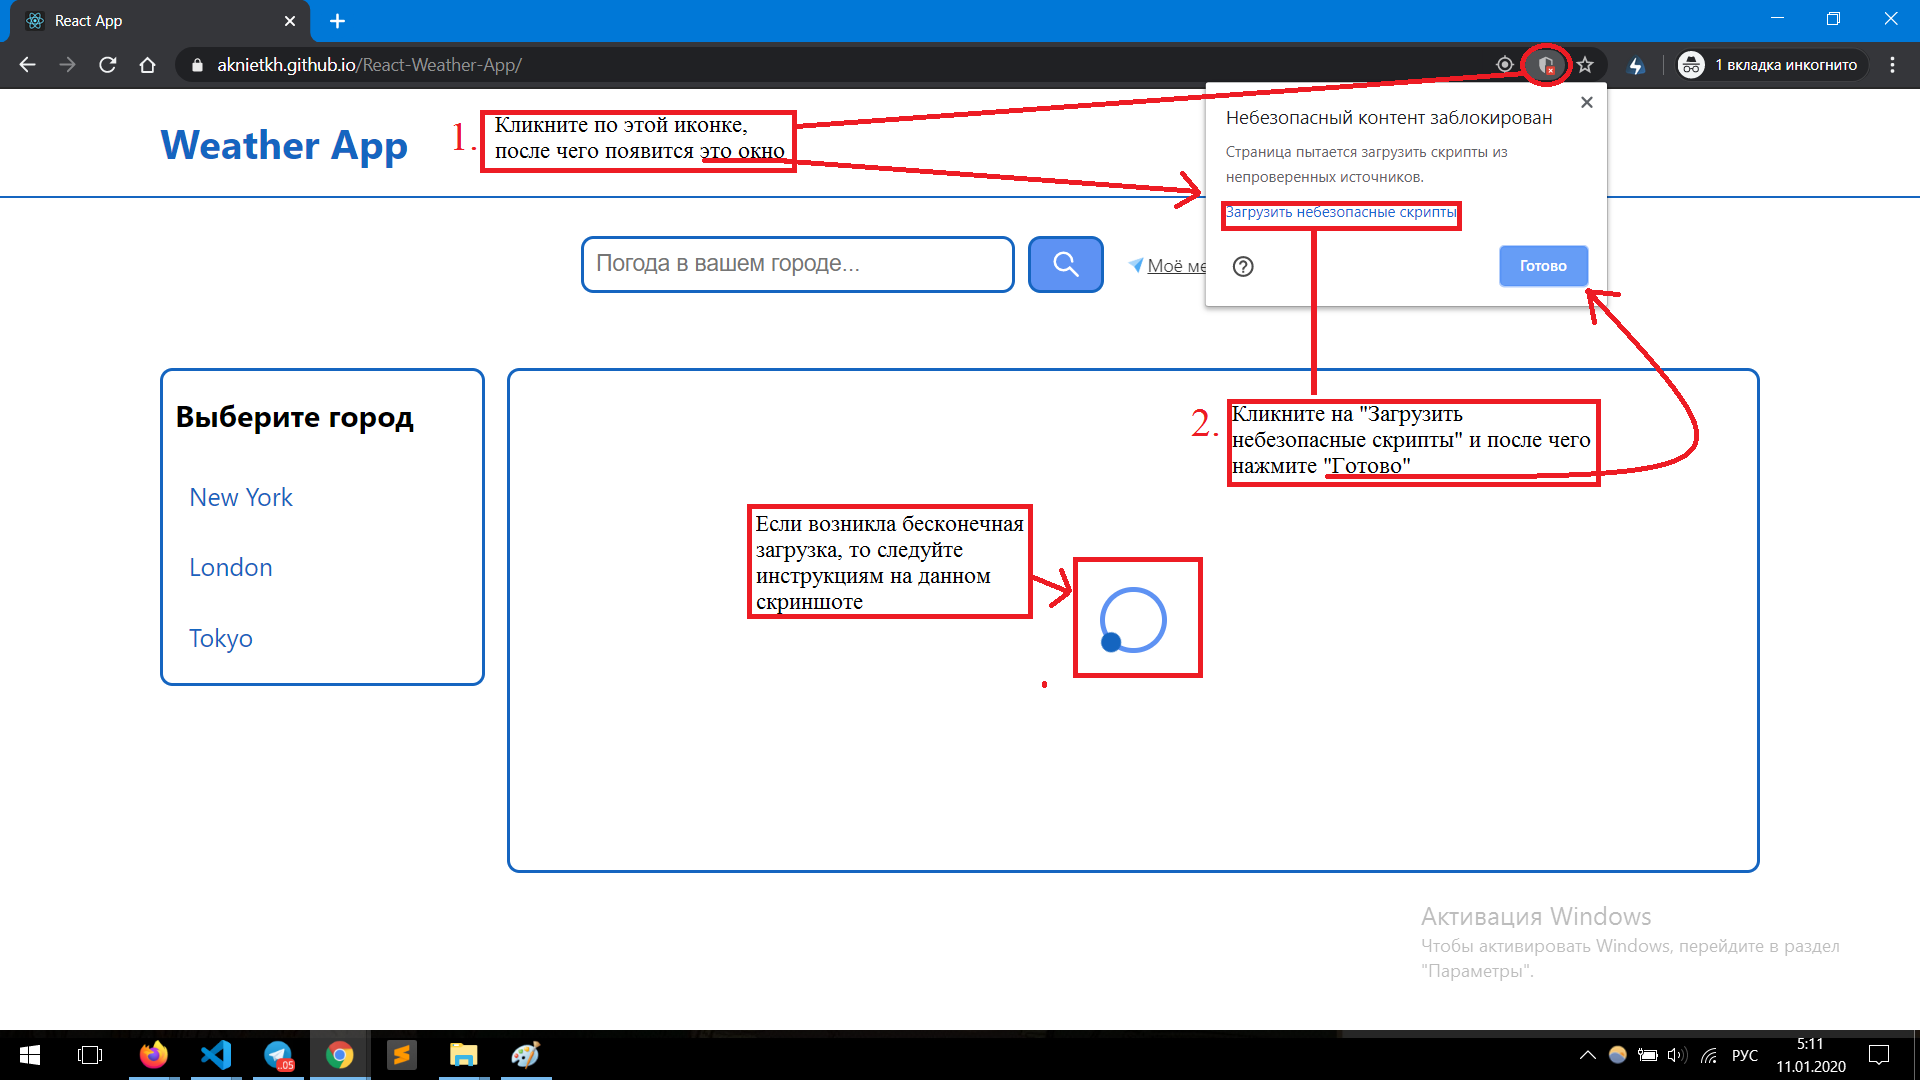 React App
aknietkh.github.io/React-Weather-App/
1 вкладка инкогнито
Weather App
1.
Кликните по этой иконке,
после чего появится это окно
Небезопасный контент заблокирован
Страница пытается загрузить скрипты из
непроверенных источников.
Загрузить небезопасные скрипты
Готово
Погода в вашем городе...
Моё ме
Выберите город
New York
London
Tokyo
2.
Кликните на "Загрузить
небезопасные скрипты" и после чего
нажмите "Готово"
Если возникла бесконечная
загрузка, то следуйте
инструкциям на данном
скриншоте
Активация Windows
Чтобы активировать Windows, перейдите в раздел
"Параметры".
..05
РУС
5:11
11.01.2020